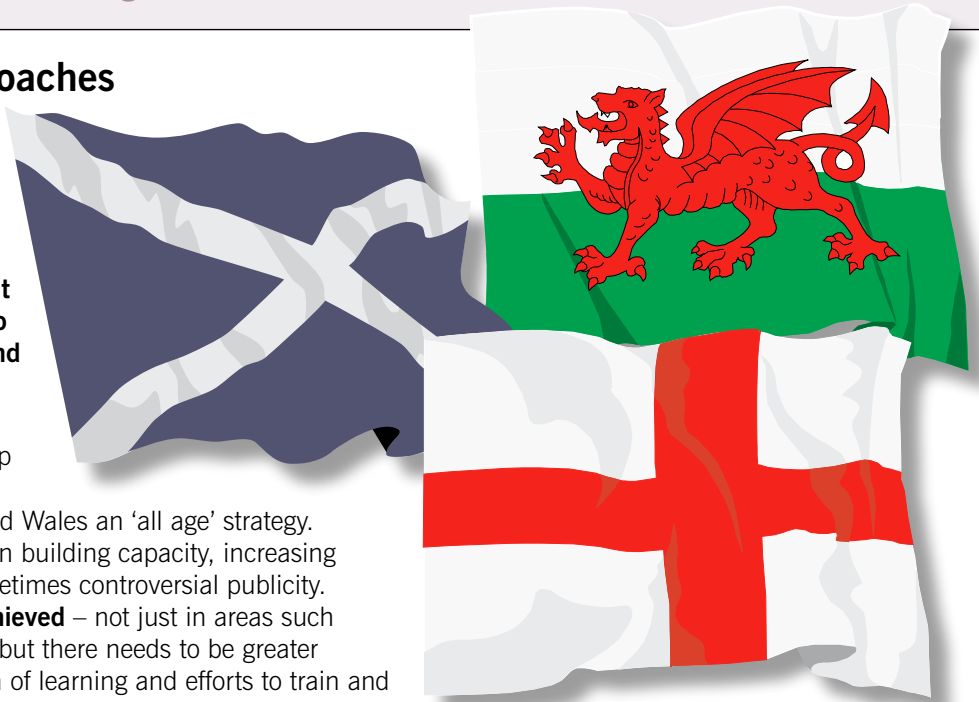 oaches
t
o
nd
p
d Wales an ‘all age’ strategy.
n building capacity, increasing
etimes controversial publicity.
hieved – not just in areas such
but there needs to be greater
n of learning and efforts to train and